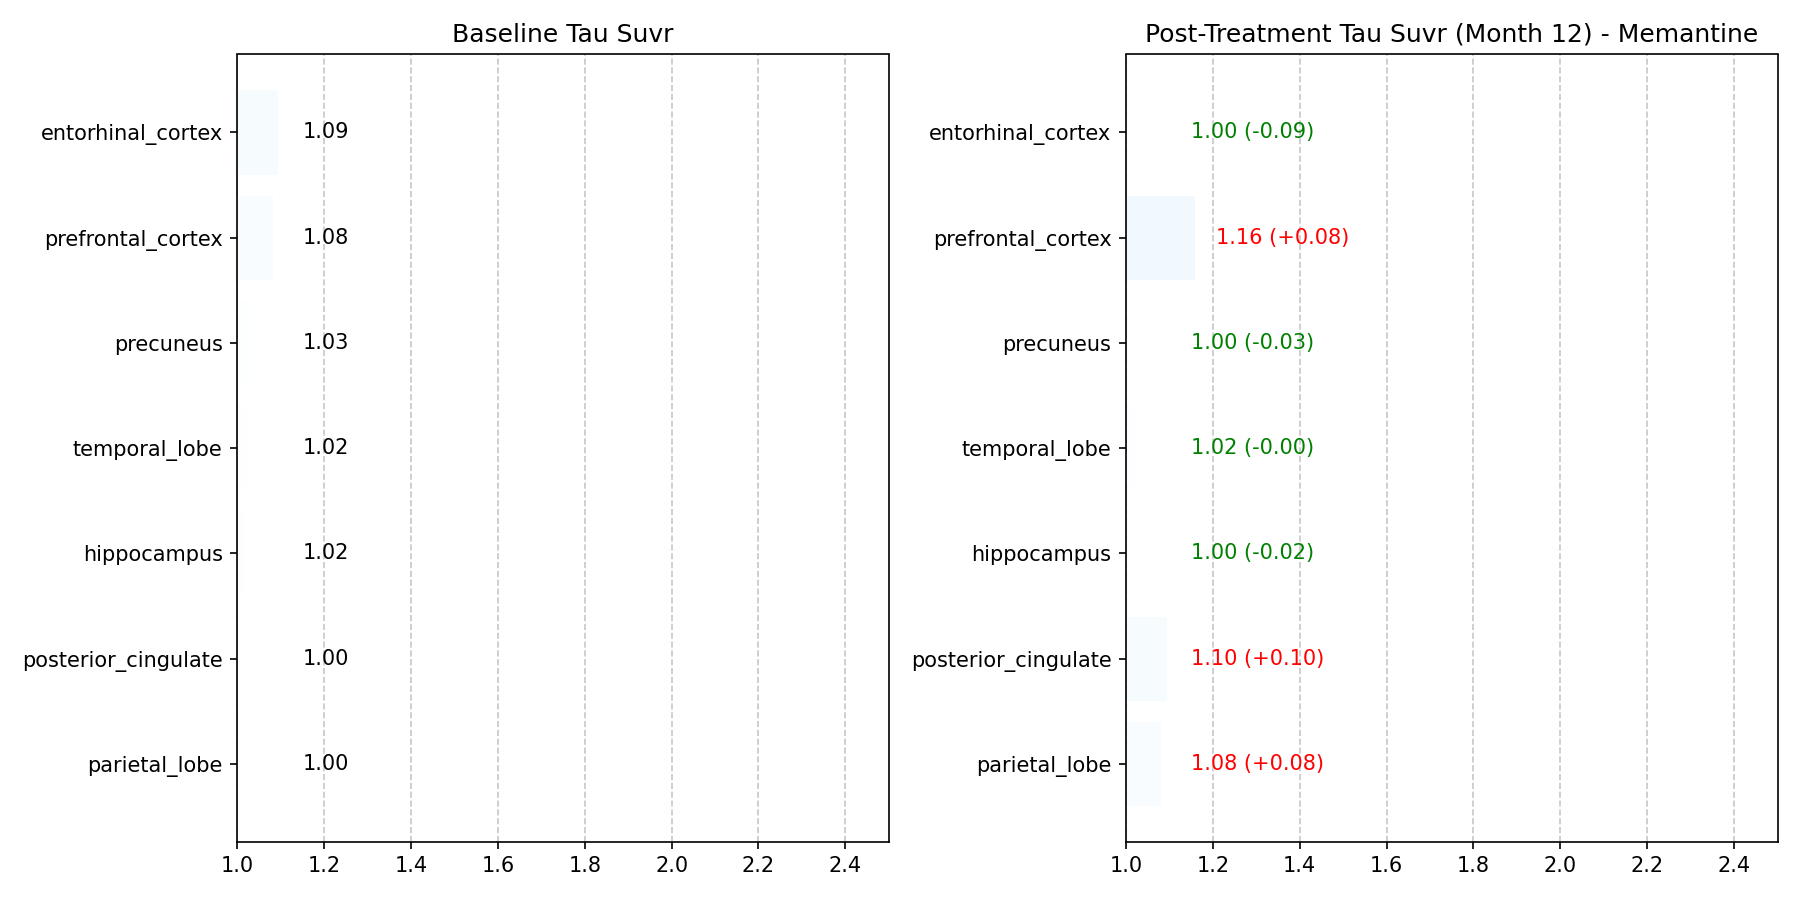 Baseline Tau Suvr
entorhinal_cortex 1.09
prefrontal_cortex 1.08
precuneus 1.03
temporal_lobe 1.02
hippocampus 1.02
posterior_cingulate 1.00
parietal_lobe 1.00
1.0 1.2 1.4 1.6 1.8 2.0 2.2 2.4
Post-Treatment Tau Suvr (Month 12) - Memantine
entorhinal_cortex 1.00 (-0.09)
prefrontal_cortex 1.16 (+0.08)
precuneus 1.00 (-0.03)
temporal_lobe 1.02 (-0.00)
hippocampus 1.00 (-0.02)
posterior_cingulate 1.10 (+0.10)
parietal_lobe 1.08 (+0.08)
1.0 1.2 1.4 1.6 1.8 2.0 2.2 2.4